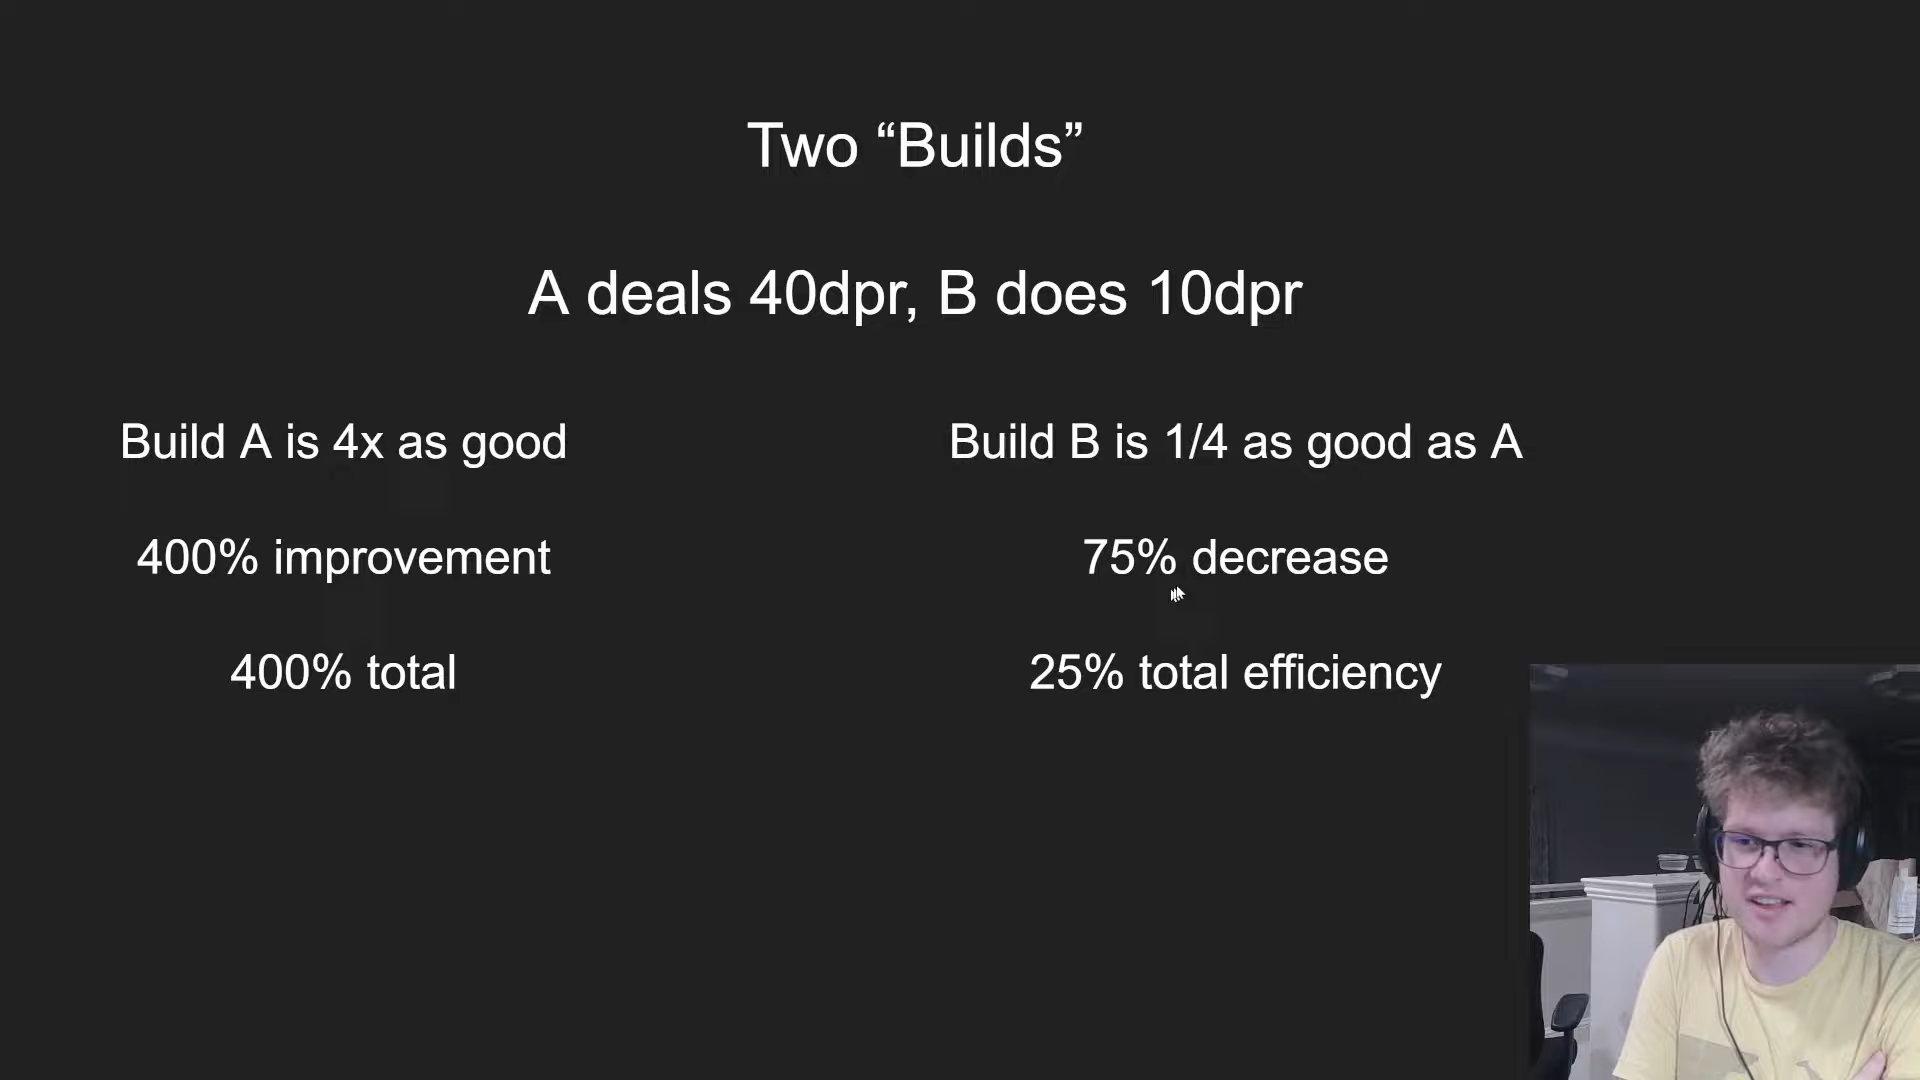 Two “Builds”
A deals 40dpr, B does 10dpr
Build A is 4x as good
400% improvement
400% total
Build B is 1/4 as good as A
75% decrease
25% total efficiency